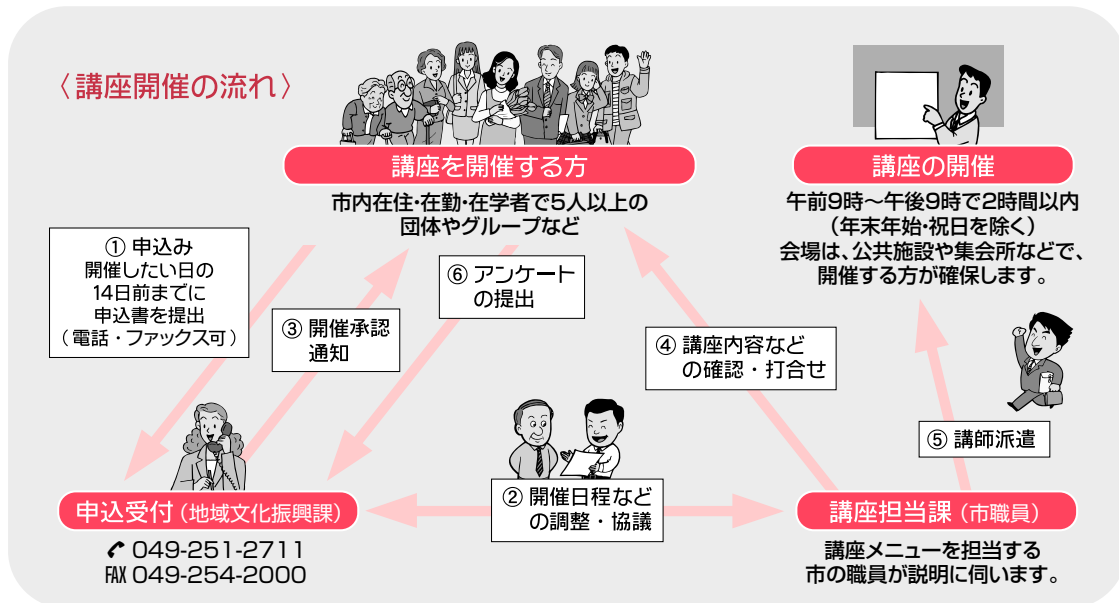 〈講座開催の流れ〉
講座を開催する方
市内在住・在勤・在学者で5人以上の
団体やグループなど
講座の開催
午前9時〜午後9時で2時間以内
(年末年始・祝日を除く)
会場は、公共施設や集会所などで、
開催する方が確保します。
① 申込み
開催したい日の
14日前までに
申込書を提出
(電話・ファックス可)
③ 開催承認
通知
⑥ アンケート
の提出
④ 講座内容など
の確認・打合せ
⑤ 講師派遣
② 開催日程など
の調整・協議
申込受付(地域文化振興課)
049-251-2711
FAX 049-254-2000
講座担当課(市職員)
講座メニューを担当する
市の職員が説明に伺います。